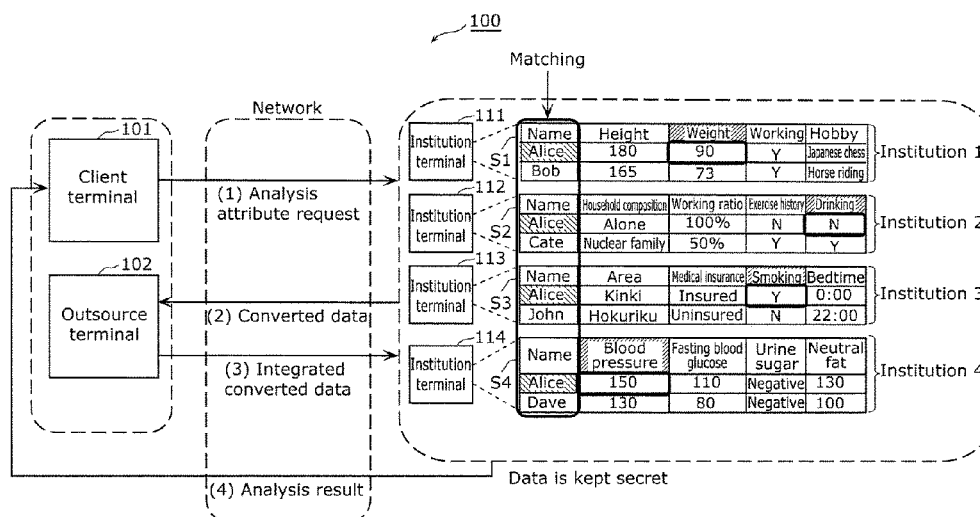 100
Matching
Network
101
Client
terminal
(1) Analysis
attribute request
102
Outsource
terminal
(2) Converted data
(3) Integrated
converted data
(4) Analysis result
111
Institution
terminal
S1
Name Height Weight Working Hobby
Alice 180 90 Y Japanese chess
Bob 165 73 Y Horse riding
Institution 1
112
Institution
terminal
S2
Name Household composition Working ratio Exercise history Drinking
Alice Alone 100% N N
Cate Nuclear family 50% Y Y
Institution 2
113
Institution
terminal
S3
Name Area Medical insurance Smoking Bedtime
Alice Kinki Insured Y 0:00
John Hokuriku Uninsured N 22:00
Institution 3
114
Institution
terminal
S4
Name Blood pressure Fasting blood glucose Urine sugar Neutral fat
Alice 150 110 Negative 130
Dave 130 80 Negative 100
Institution 4
Data is kept secret